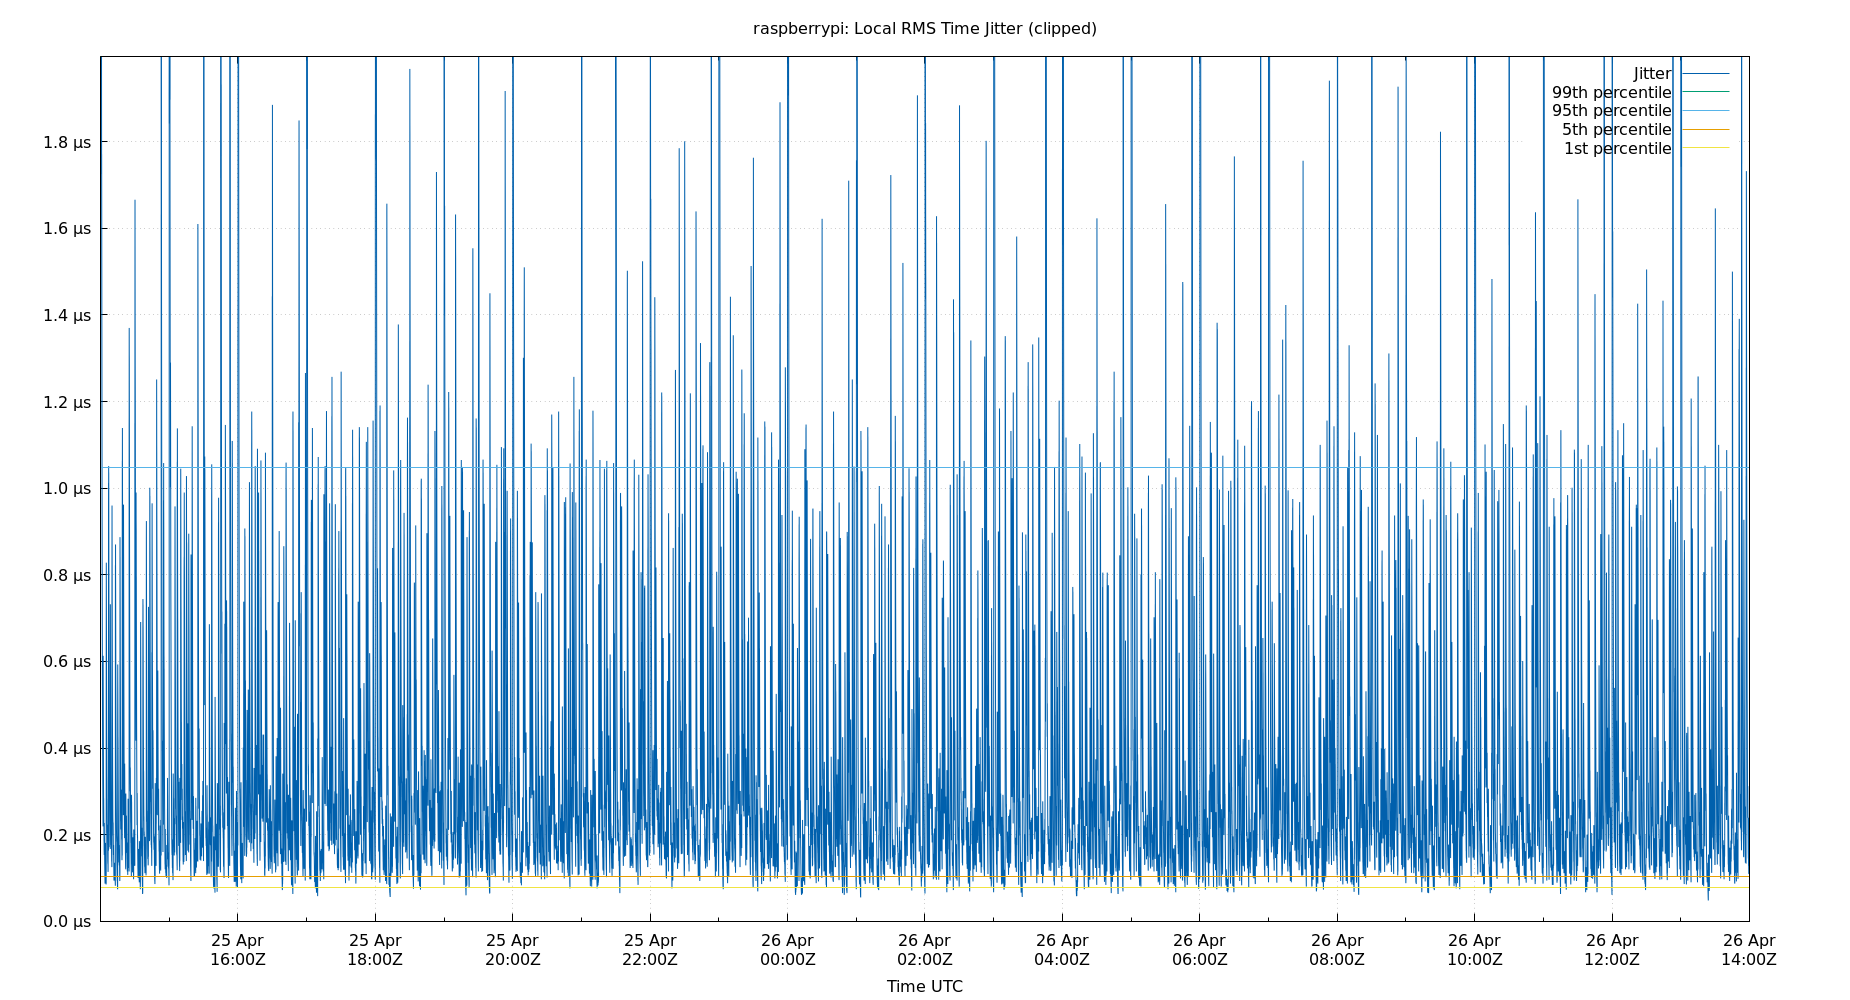 raspberrypi: Local RMS Time Jitter (clipped)
Jitter
99th percentile
95th percentile
5th percentile
1st percentile
1.8 µs
1.6 µs
1.4 µs
1.2 µs
1.0 µs
0.8 µs
0.6 µs
0.4 µs
0.2 µs
0.0 µs
25 Apr 25 Apr 25 Apr 25 Apr 26 Apr 26 Apr 26 Apr 26 Apr 26 Apr 26 Apr 26 Apr 26 Apr
16:00Z 18:00Z 20:00Z 22:00Z 00:00Z 02:00Z 04:00Z 06:00Z 08:00Z 10:00Z 12:00Z 14:00Z
Time UTC